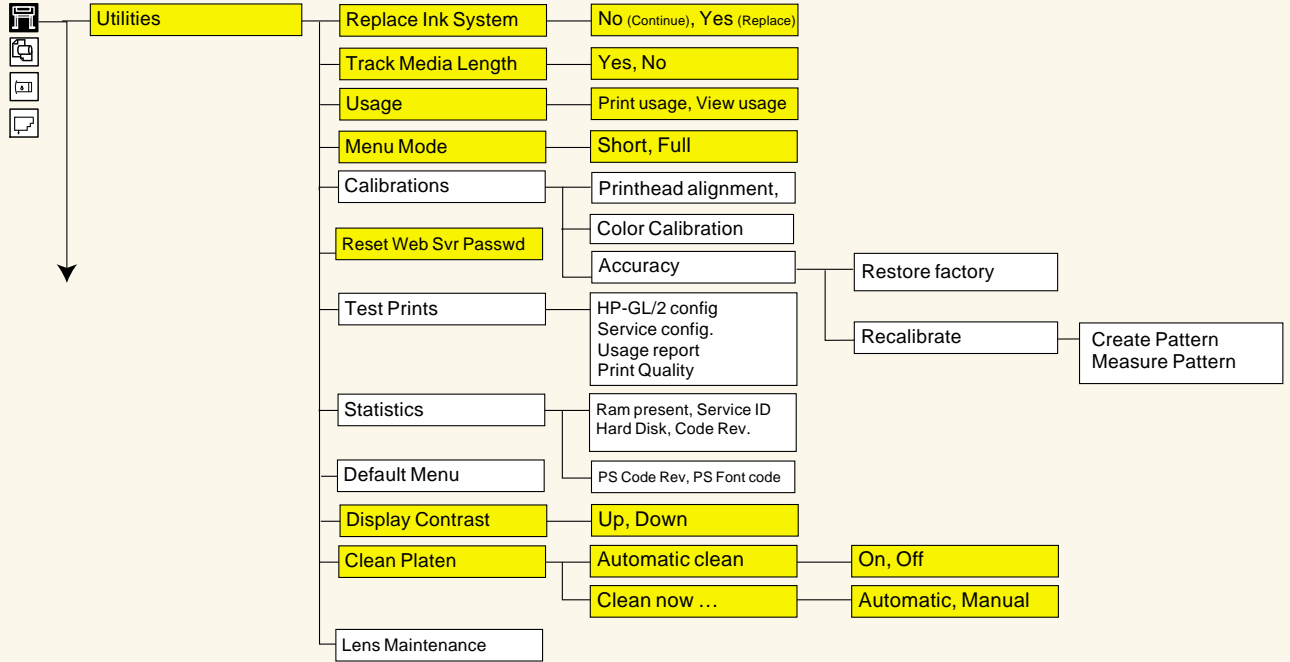 Utilities
Replace Ink System
No (Continue), Yes (Replace)
Track Media Length
Yes, No
Usage
Print usage, View usage
Menu Mode
Short, Full
Calibrations
Printhead alignment,
Color Calibration
Reset Web Svr Passwd
Accuracy
Restore factory
Test Prints
HP-GL/2 config
Service config.
Usage report
Print Quality
Recalibrate
Create Pattern
Measure Pattern
Statistics
Ram present, Service ID
Hard Disk, Code Rev.
Default Menu
PS Code Rev, PS Font code
Display Contrast
Up, Down
Clean Platen
Automatic clean
On, Off
Clean now …
Automatic, Manual
Lens Maintenance